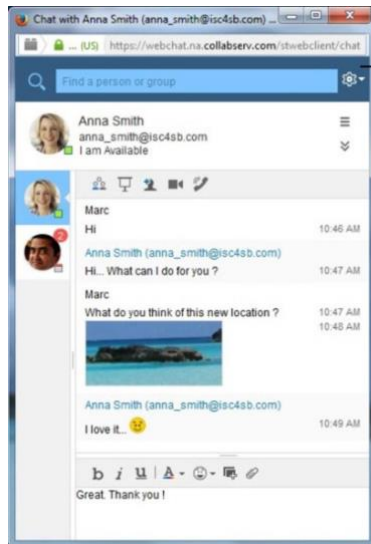 Chat with Anna Smith (anna_smith@isc4sb.com) ...
... (US) https://webchat.na.collabserv.com/stwebclient/chat
Find a person or group
Anna Smith
anna_smith@isc4sb.com
I am Available
2
Marc
Hi 10:46 AM
Anna Smith (anna_smith@isc4sb.com)
Hi... What can I do for you ? 10:47 AM
Marc
What do you think of this new location ? 10:47 AM
10:48 AM
Anna Smith (anna_smith@isc4sb.com)
I love it... 10:49 AM
b i u A
Great. Thank you !